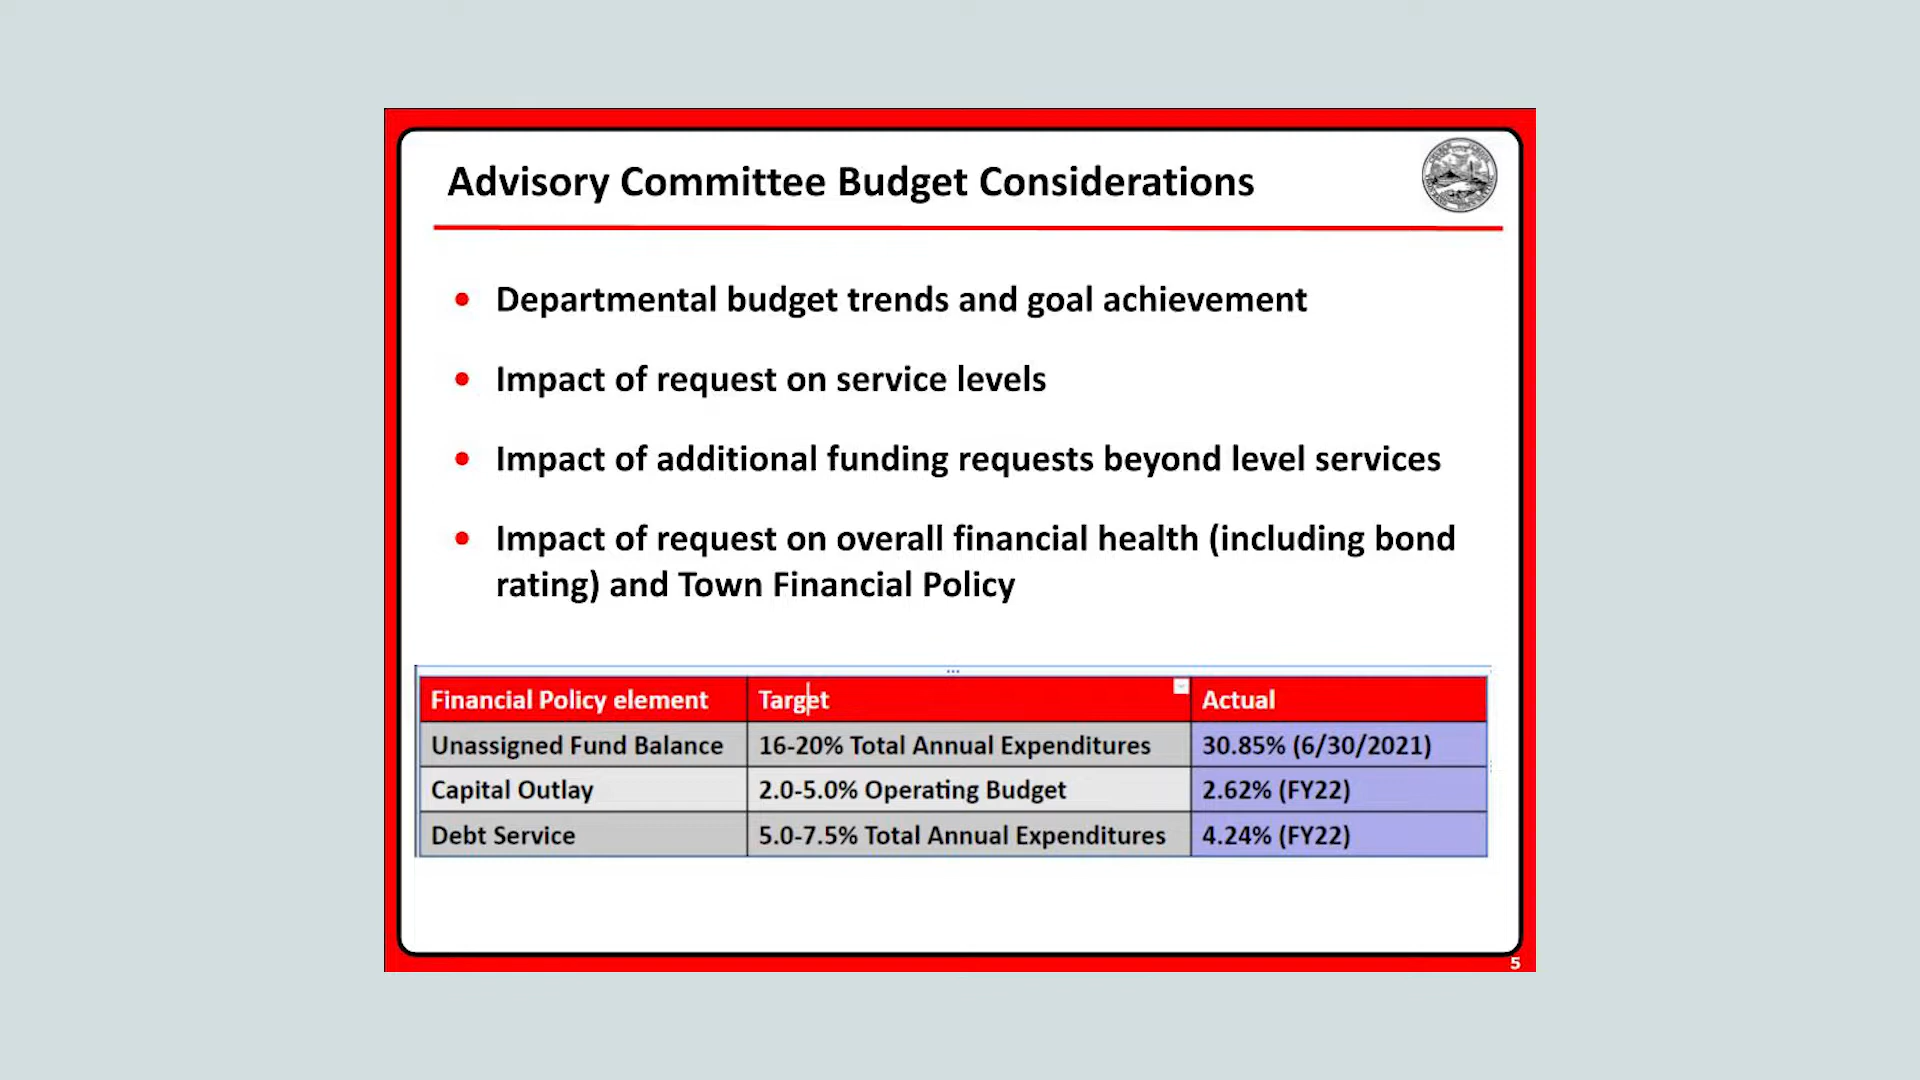 Advisory Committee Budget Considerations
• Departmental budget trends and goal achievement
• Impact of request on service levels
• Impact of additional funding requests beyond level services
• Impact of request on overall financial health (including bond
rating) and Town Financial Policy
Financial Policy element Target Actual
Unassigned Fund Balance 16-20% Total Annual Expenditures 30.85% (6/30/2021)
Capital Outlay 2.0-5.0% Operating Budget 2.62% (FY22)
Debt Service 5.0-7.5% Total Annual Expenditures 4.24% (FY22)
5